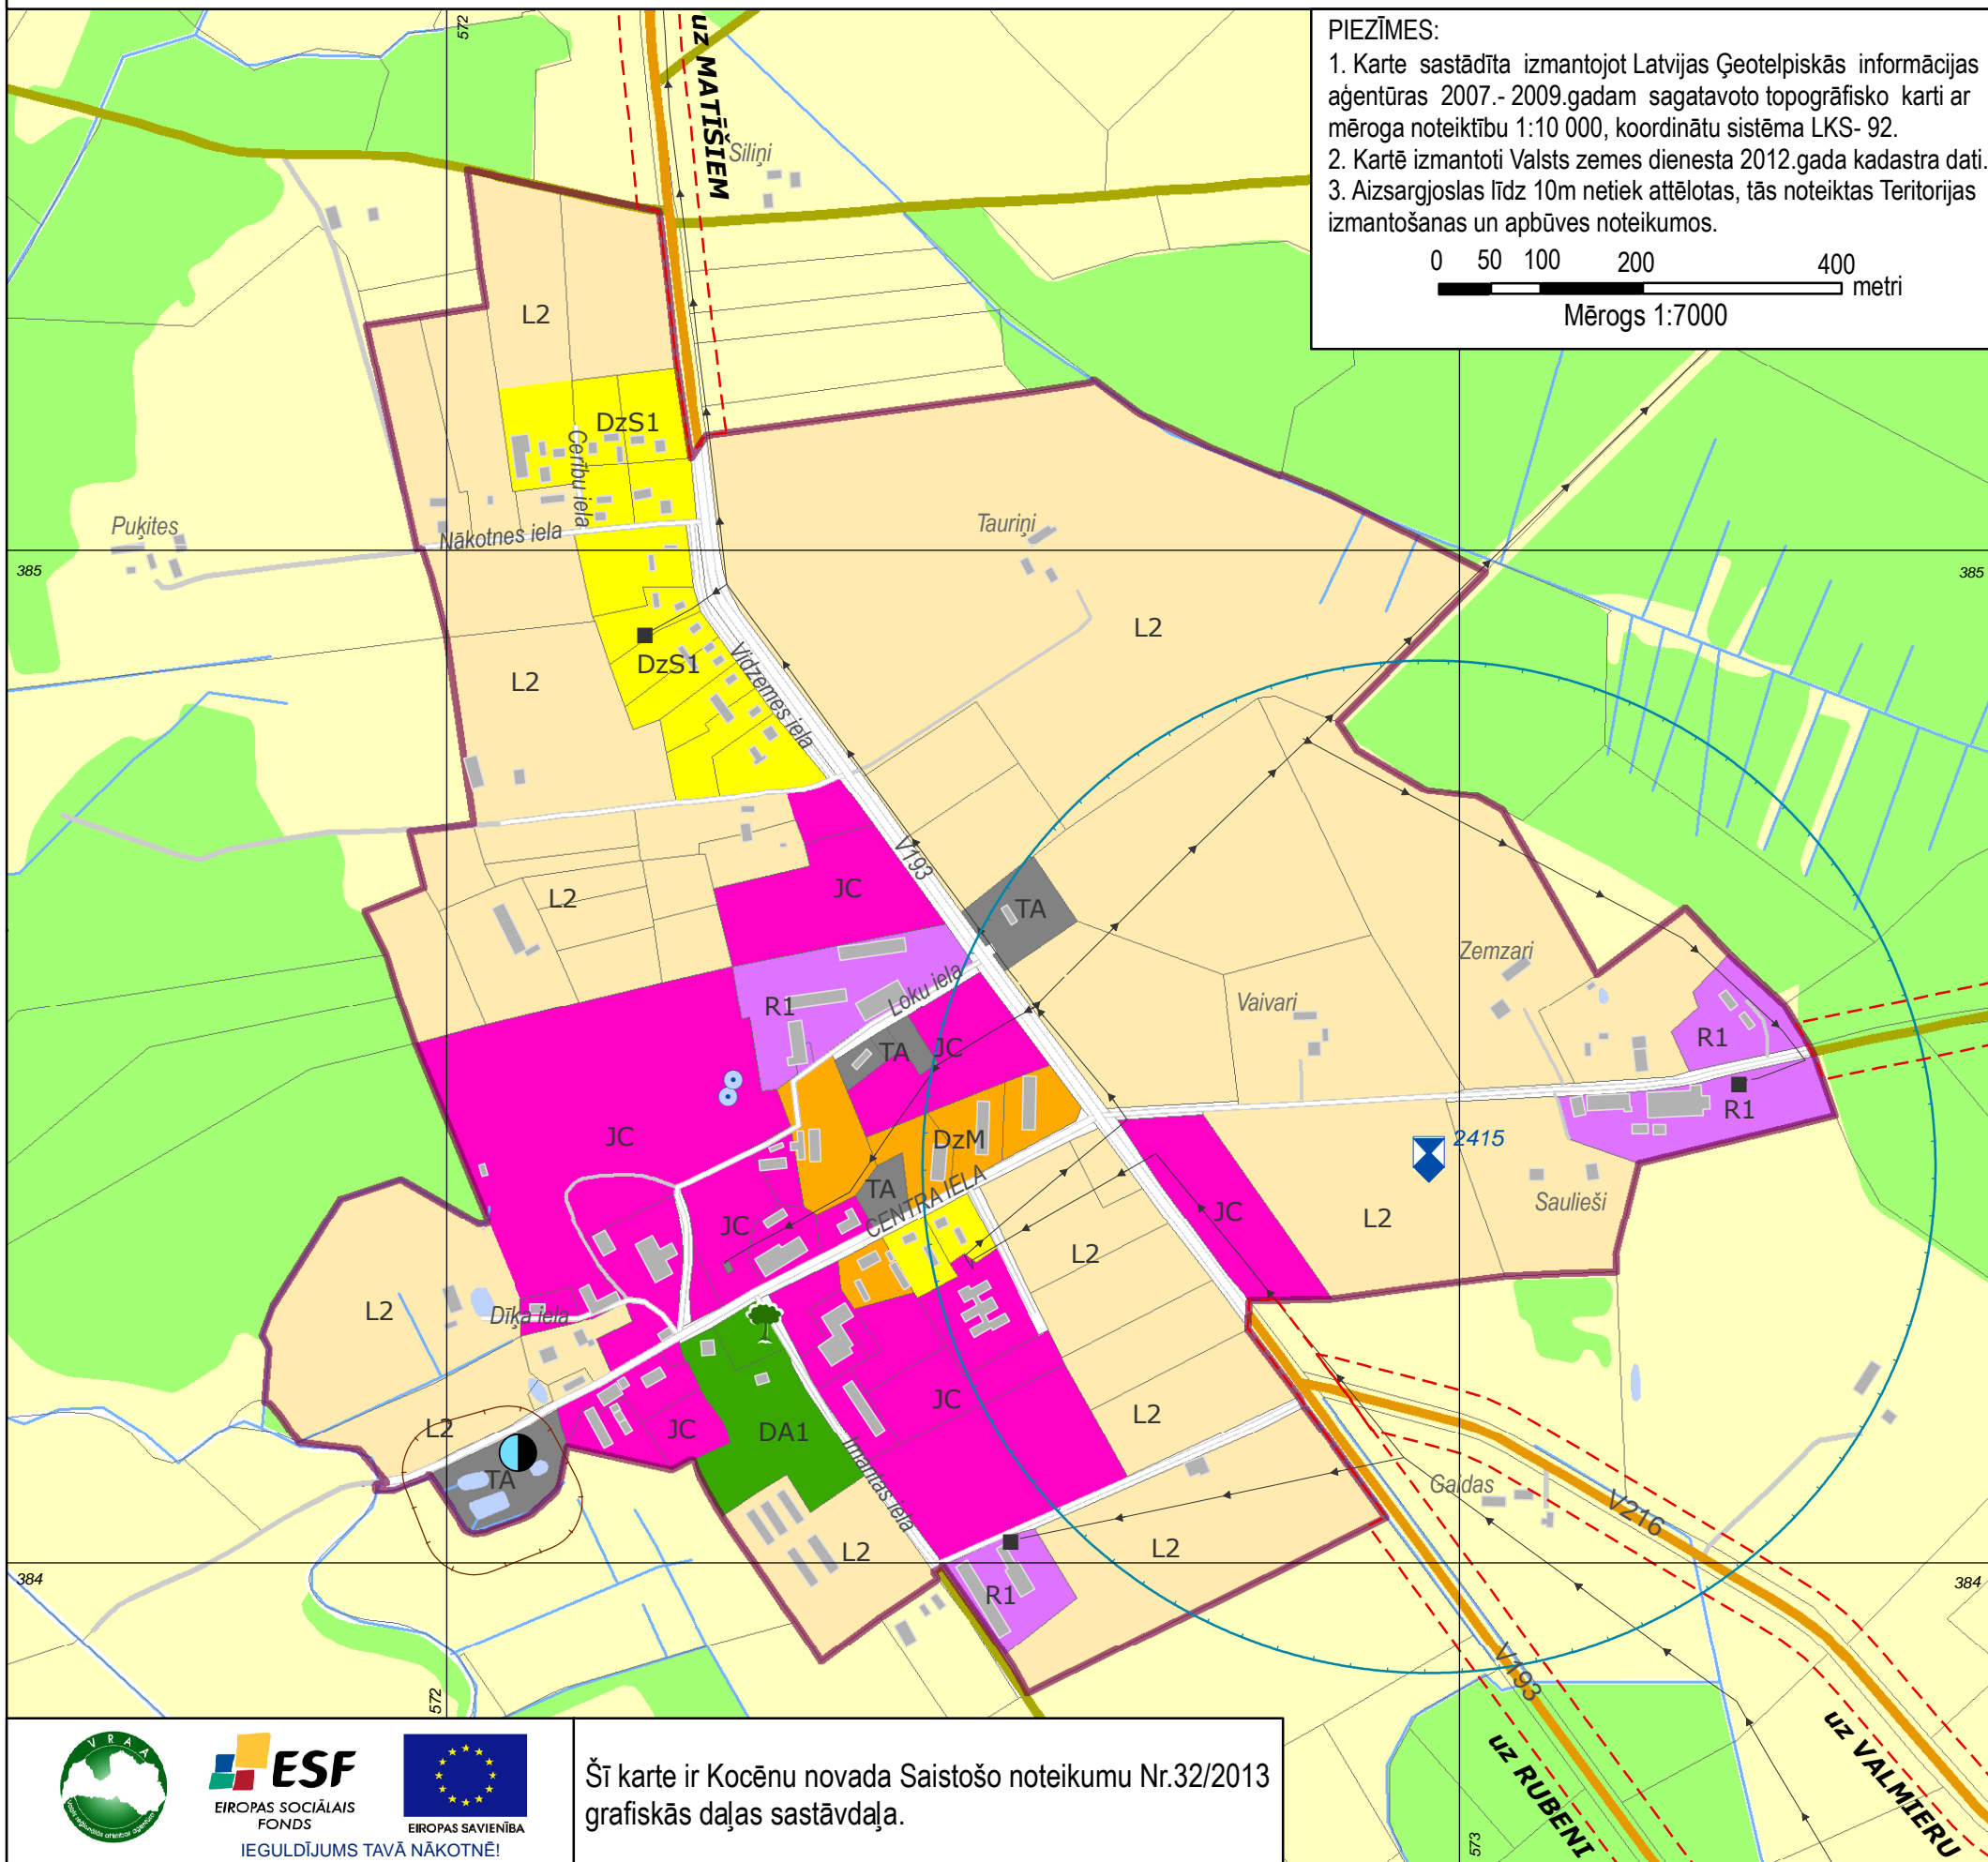 PIEZĪMES:
1. Karte sastādīta izmantojot Latvijas Ģeotelpiskās informācijas
aģentūras 2007.- 2009.gadam sagatavoto topogrāfisko karti ar
mēroga noteiktību 1:10 000, koordinātu sistēma LKS- 92.
2. Kartē izmantoti Valsts zemes dienesta 2012.gada kadastra dati.
3. Aizsargjoslas līdz 10m netiek attēlotas, tās noteiktas Teritorijas
izmantošanas un apbūves noteikumos.
0 50 100 200 400
metri
Mērogs 1:7000
572
uz MATĪŠIEM
Siliņi
L2
DzS1
Cerību iela
Nākotnes iela
Puķites
Tauriņi
385
385
L2
L2
DzS1
Vidzemes iela
V193
JC
L2
TA
Zemzari
Vaivari
R1
Loku iela
TA
JC
R1
R1
JC
DzM
2415
TA
CENTRA IELA
Saulieši
JC
JC
L2
L2
L2
Dīķa iela
L2
JC
L2
JC
DA1
TA
Imantas iela
Gaidas
V216
L2
L2
R1
384
384
572
V193
573
uz RUBENI
uz VALMIERU
VRAA
ESF
EIROPAS SOCIĀLAIS
FONDS
EIROPAS SAVIENĪBA
IEGULDĪJUMS TAVĀ NĀKOTNĒ!
Šī karte ir Kocēnu novada Saistošo noteikumu Nr.32/2013
grafiskās daļas sastāvdaļa.